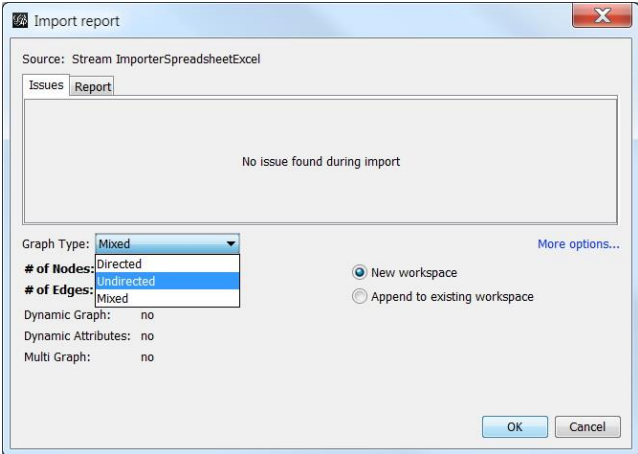 Import report
Source: Stream ImporterSpreadsheetExcel
Issues Report
No issue found during import
Graph Type: Mixed More options...
Directed
# of Nodes: New workspace
Undirected
# of Edges: Append to existing workspace
Mixed
Dynamic Graph: no
Dynamic Attributes: no
Multi Graph: no
OK Cancel